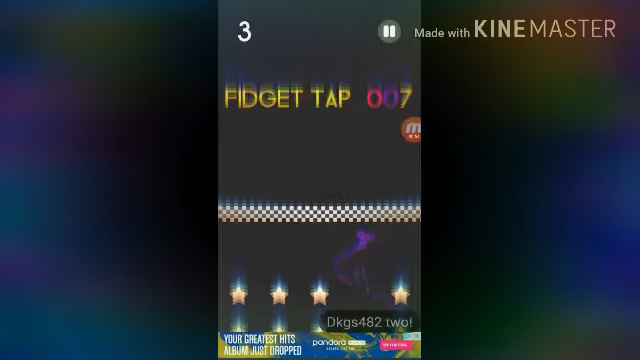 3
Made with KINEMASTER
FIDGET TAP 007
Dkgs482 two!
YOUR GREATEST HITS
ALBUM JUST DROPPED
pandora